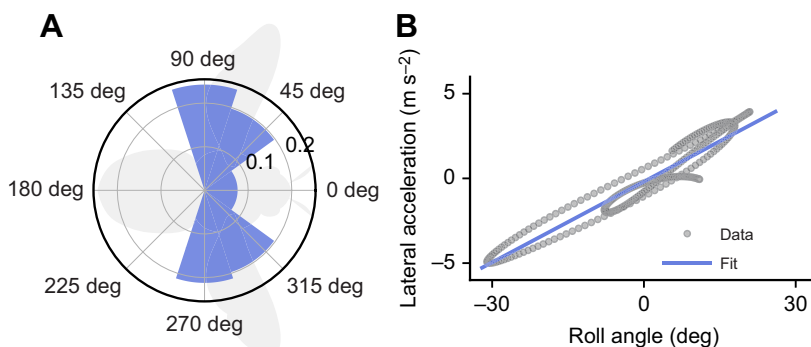 A
90 deg
135 deg
45 deg
0.2
0.1
180 deg
0 deg
225 deg
315 deg
270 deg
B
Lateral acceleration (m s−2)
5
0
−5
Data
Fit
−30
0
30
Roll angle (deg)